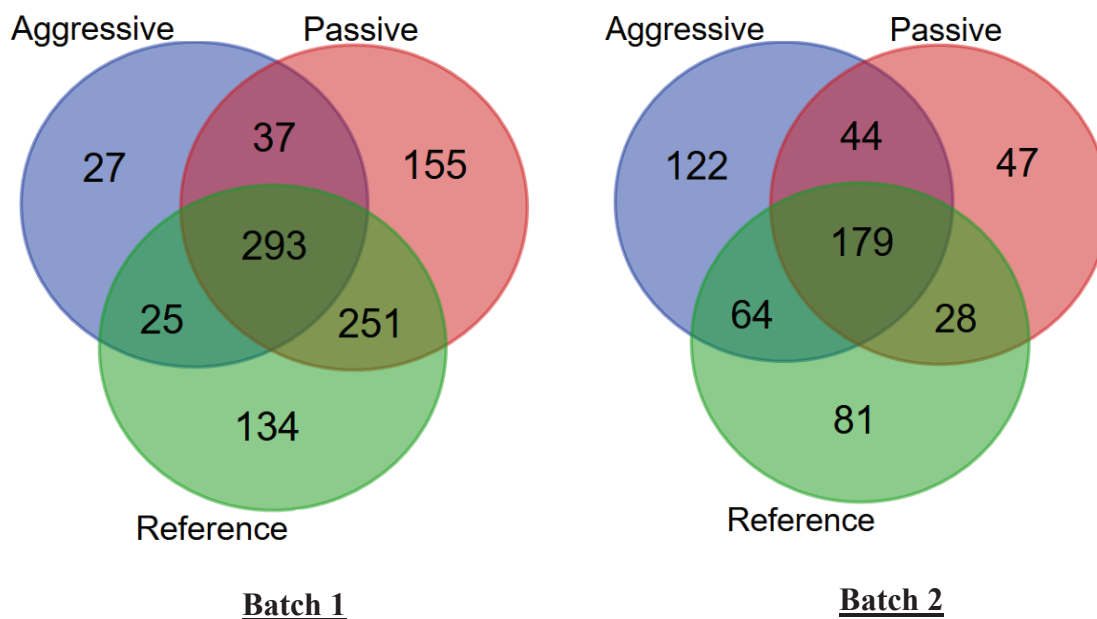 Aggressive Passive
37
27 155
293
25 251
134
Reference
Batch 1
Aggressive Passive
44
122 47
179
64 28
81
Reference
Batch 2